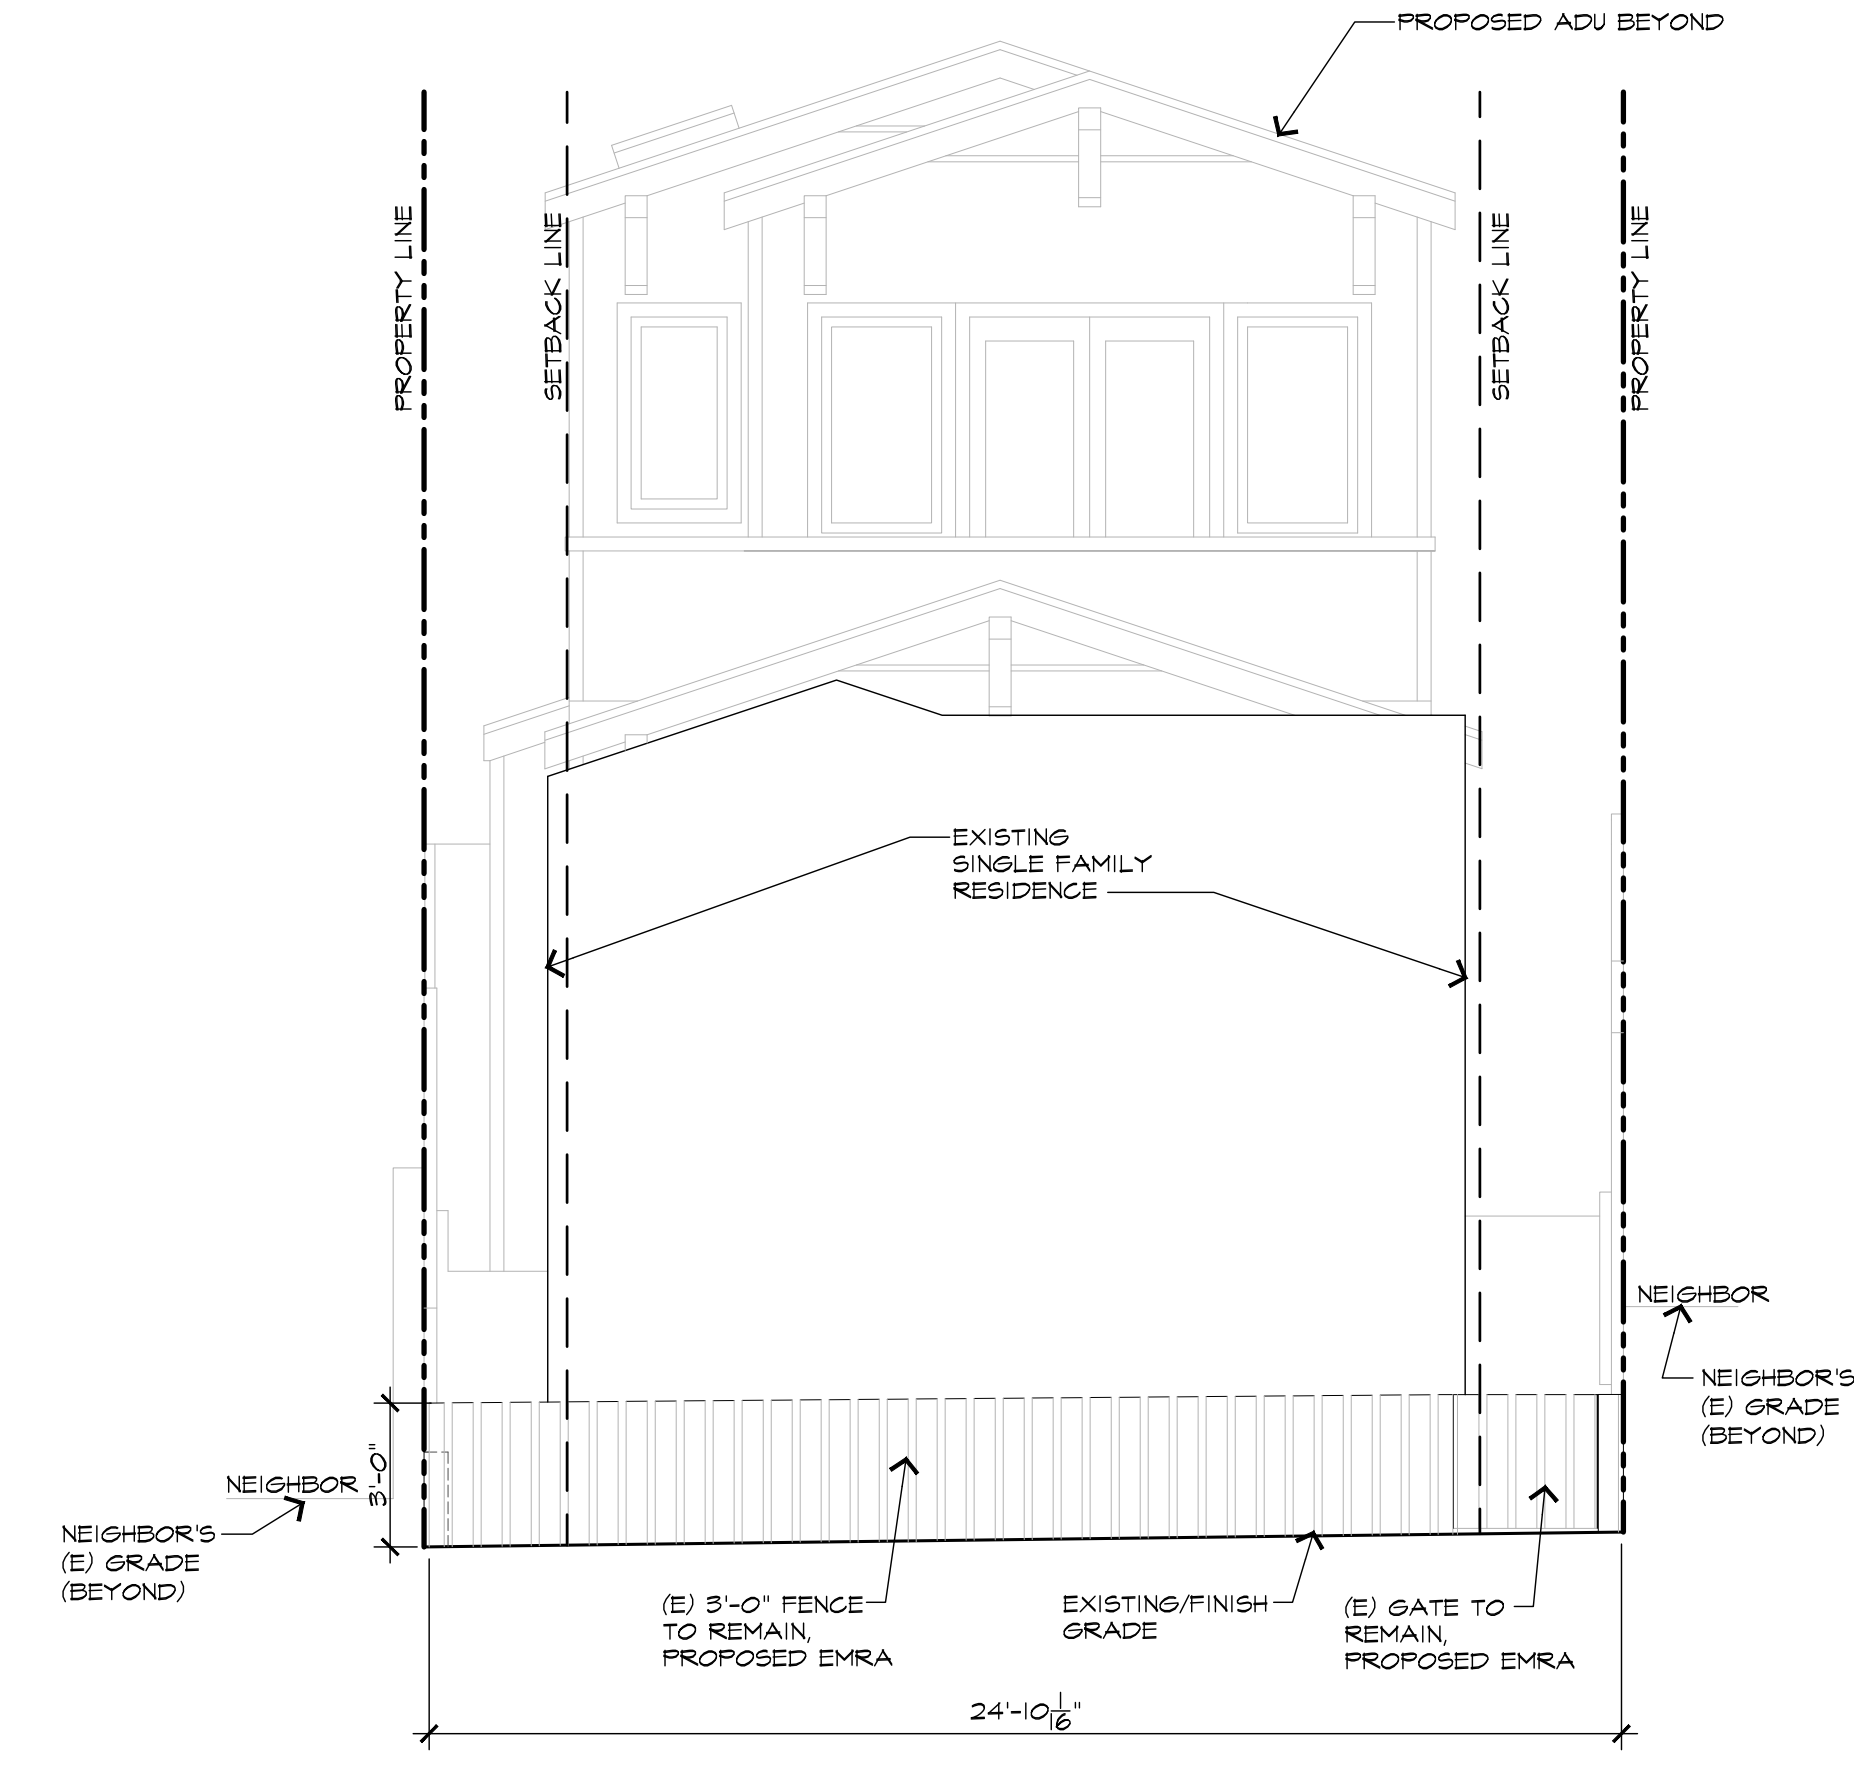 PROPOSED ADU BEYOND
PROPERTY LINE
SETBACK LINE
SETBACK LINE
PROPERTY LINE
EXISTING
SINGLE FAMILY
RESIDENCE
NEIGHBOR
NEIGHBOR'S
(E) GRADE
(BEYOND)
3'-0"
NEIGHBOR
NEIGHBOR'S
(E) GRADE
(BEYOND)
(E) 3'-0" FENCE
TO REMAIN,
PROPOSED EMRA
EXISTING/FINISH
GRADE
(E) GATE TO
REMAIN,
PROPOSED EMRA
24'-10 1/16"